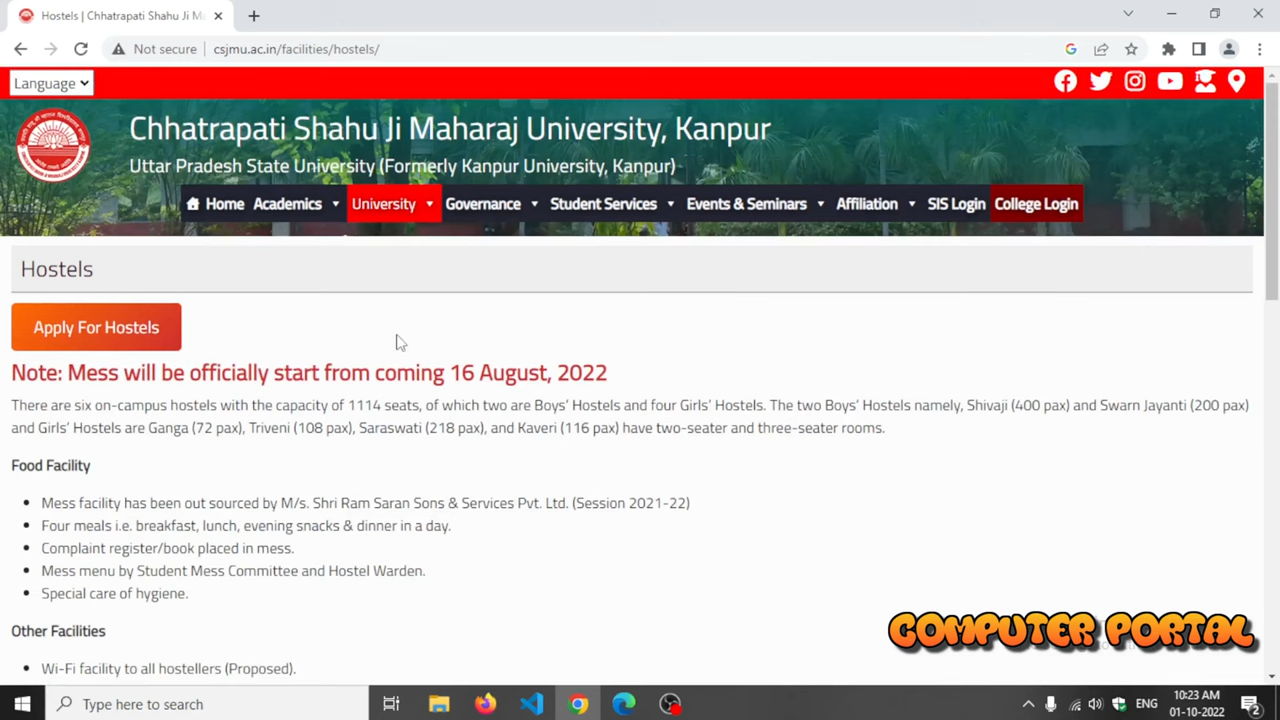 Hostels | Chhatrapati Shahu Ji Ma
Not secure csjmu.ac.in/facilities/hostels/
Language
Chhatrapati Shahu Ji Maharaj University, Kanpur
Uttar Pradesh State University (Formerly Kanpur University, Kanpur)
Home Academics University Governance Student Services Events & Seminars Affiliation SIS Login College Login
Hostels
Apply For Hostels
Note: Mess will be officially start from coming 16 August, 2022
There are six on-campus hostels with the capacity of 1114 seats, of which two are Boys' Hostels and four Girls' Hostels. The two Boys' Hostels namely, Shivaji (400 pax) and Swarn Jayanti (200 pax)
and Girls' Hostels are Ganga (72 pax), Triveni (108 pax), Saraswati (218 pax), and Kaveri (116 pax) have two-seater and three-seater rooms.
Food Facility
Mess facility has been out sourced by M/s. Shri Ram Saran Sons & Services Pvt. Ltd. (Session 2021-22)
Four meals i.e. breakfast, lunch, evening snacks & dinner in a day.
Complaint register/book placed in mess.
Mess menu by Student Mess Committee and Hostel Warden.
Special care of hygiene.
COMPUTER PORTAL
Other Facilities
Wi-Fi facility to all hostellers (Proposed).
Type here to search
ENG
10:23 AM
01-10-2022
2